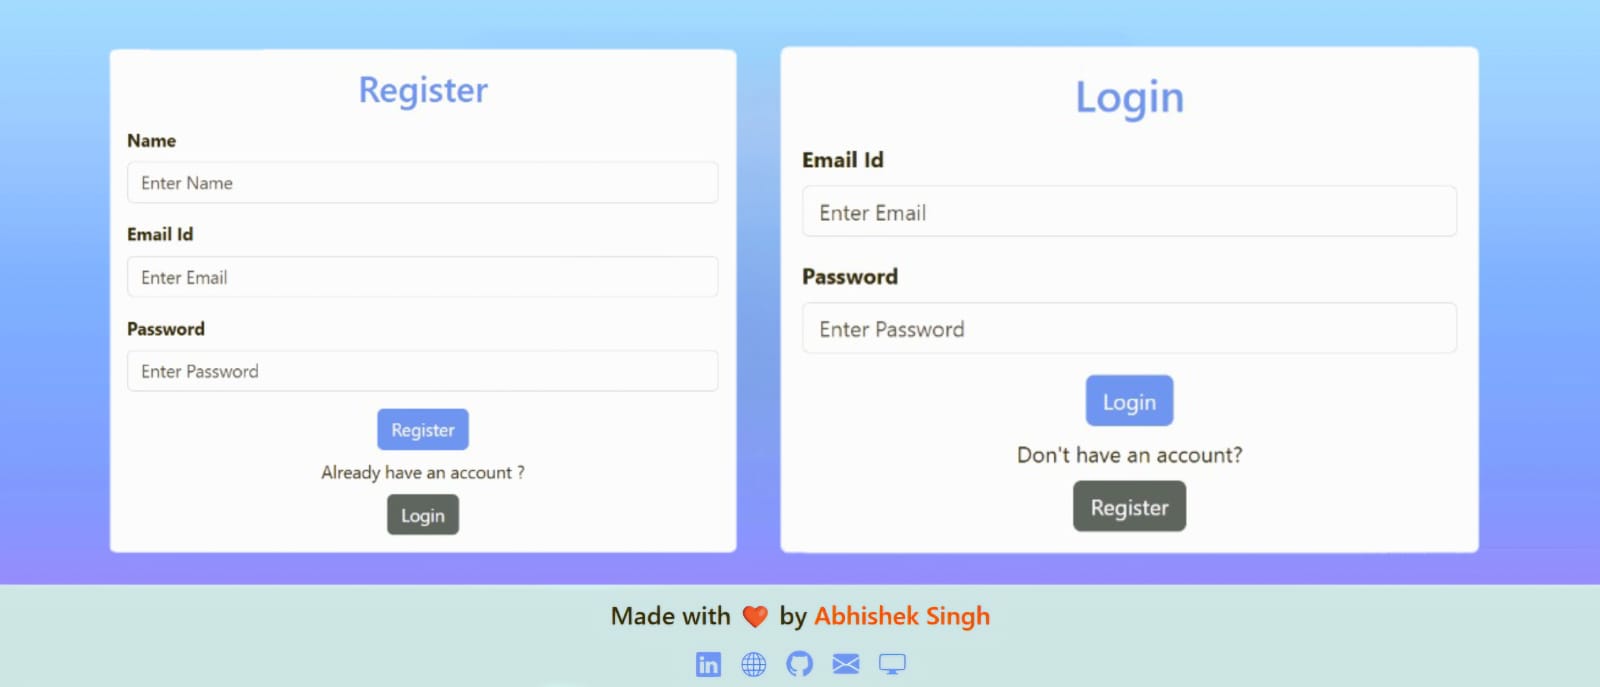 Register
Name
Enter Name
Email Id
Enter Email
Password
Enter Password
Register
Already have an account ?
Login
Login
Email Id
Enter Email
Password
Enter Password
Login
Don't have an account?
Register
Made with ❤️ by Abhishek Singh
in